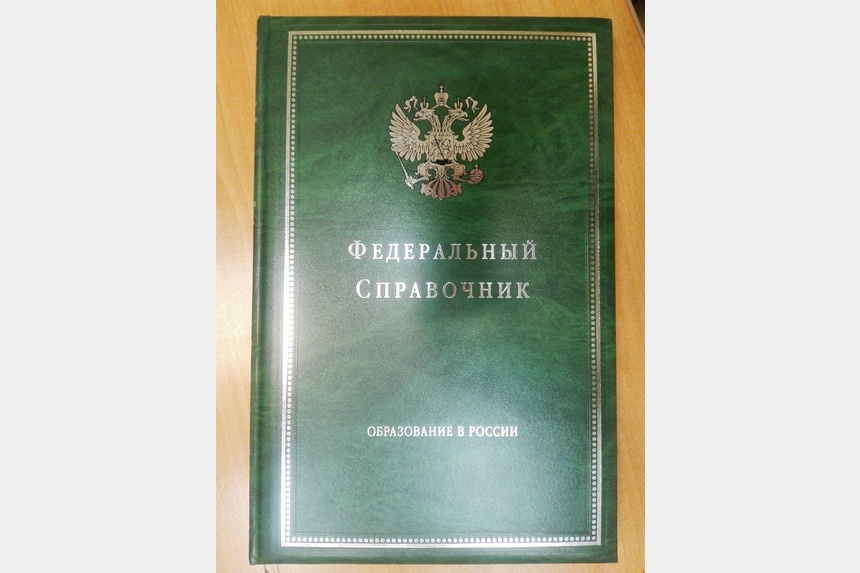 Федеральный
Справочник
ОБРАЗОВАНИЕ В РОССИИ